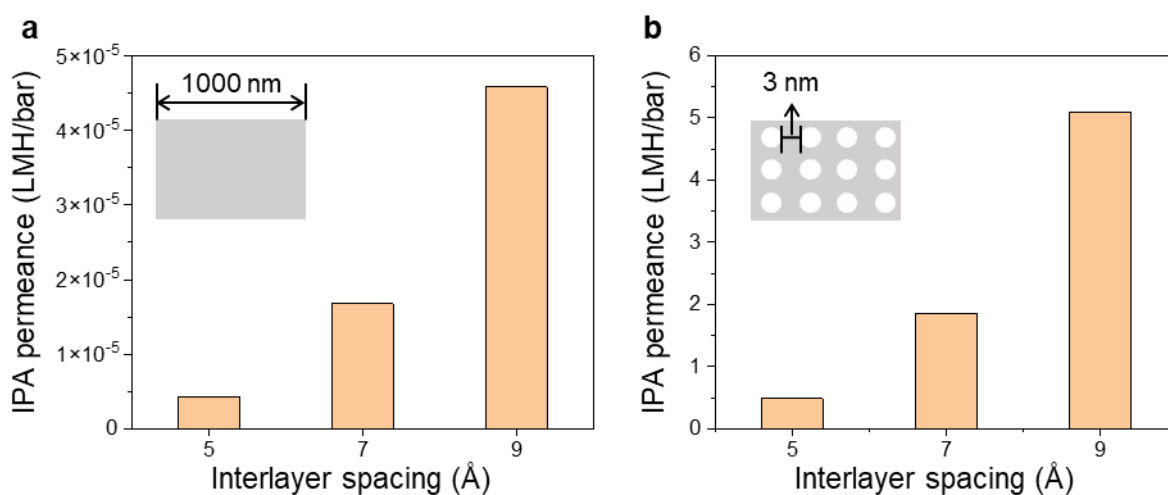 a
IPA permeance (LMH/bar)
5×10⁻⁵
4×10⁻⁵
3×10⁻⁵
2×10⁻⁵
1×10⁻⁵
0
1000 nm
5
7
9
Interlayer spacing (Å)
b
IPA permeance (LMH/bar)
6
5
4
3
2
1
0
3 nm
5
7
9
Interlayer spacing (Å)